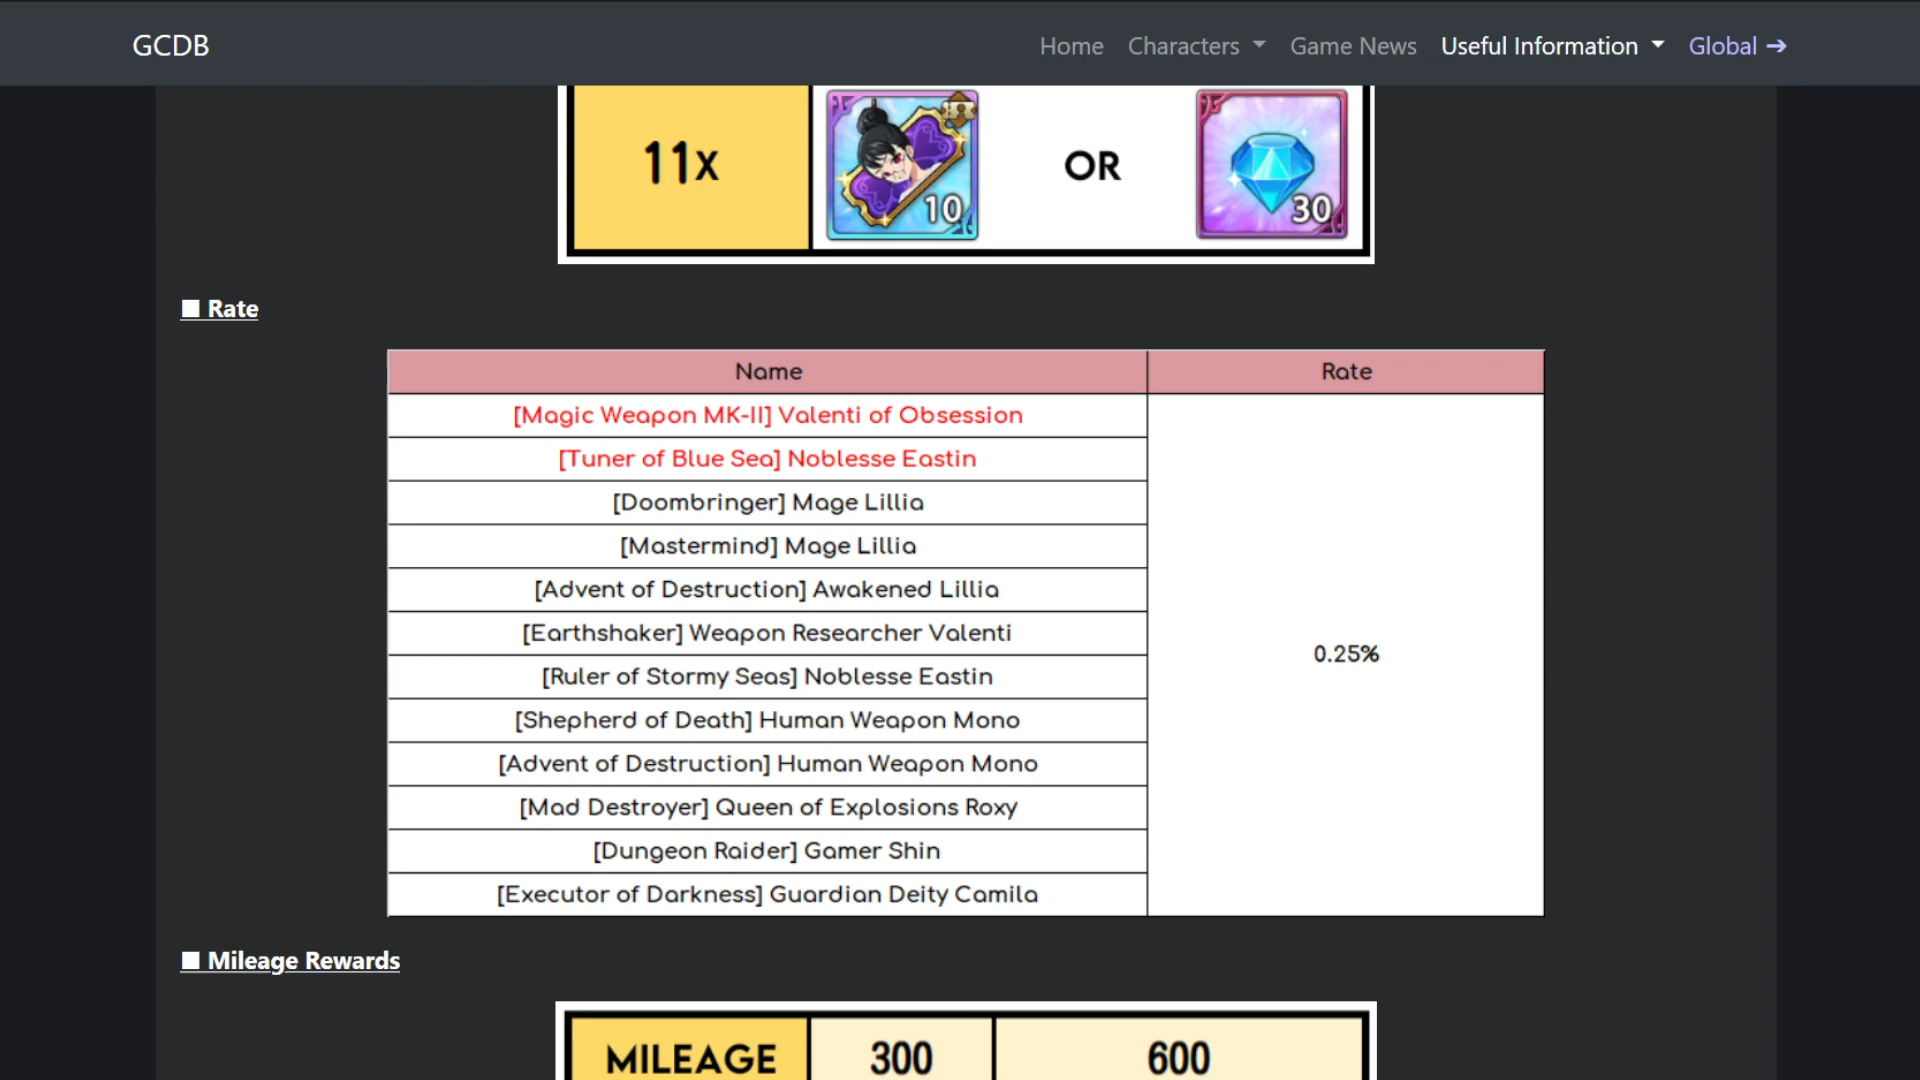 GCDB
Home Characters Game News Useful Information Global →
11x
10
OR
30
■ Rate
Name Rate
[Magic Weapon MK-II] Valenti of Obsession
[Tuner of Blue Sea] Noblesse Eastin
[Doombringer] Mage Lillia
[Mastermind] Mage Lillia
[Advent of Destruction] Awakened Lillia
[Earthshaker] Weapon Researcher Valenti
0.25%
[Ruler of Stormy Seas] Noblesse Eastin
[Shepherd of Death] Human Weapon Mono
[Advent of Destruction] Human Weapon Mono
[Mad Destroyer] Queen of Explosions Roxy
[Dungeon Raider] Gamer Shin
[Executor of Darkness] Guardian Deity Camila
■ Mileage Rewards
MILEAGE 300 600